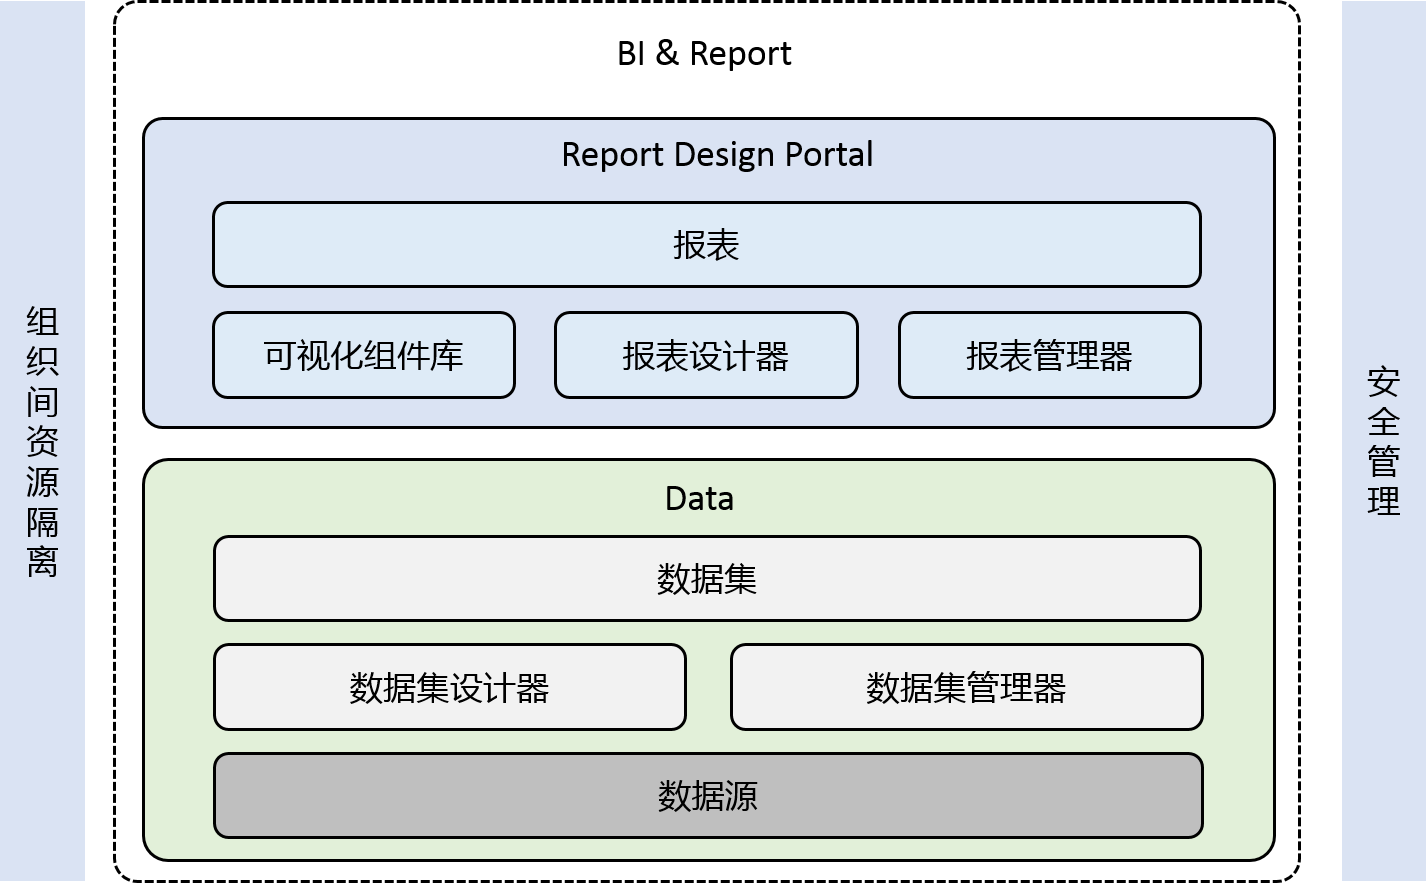 BI & Report
Report Design Portal
报表
可视化组件库
报表设计器
报表管理器
Data
数据集
数据集设计器
数据集管理器
数据源
组织间资源隔离
安全管理